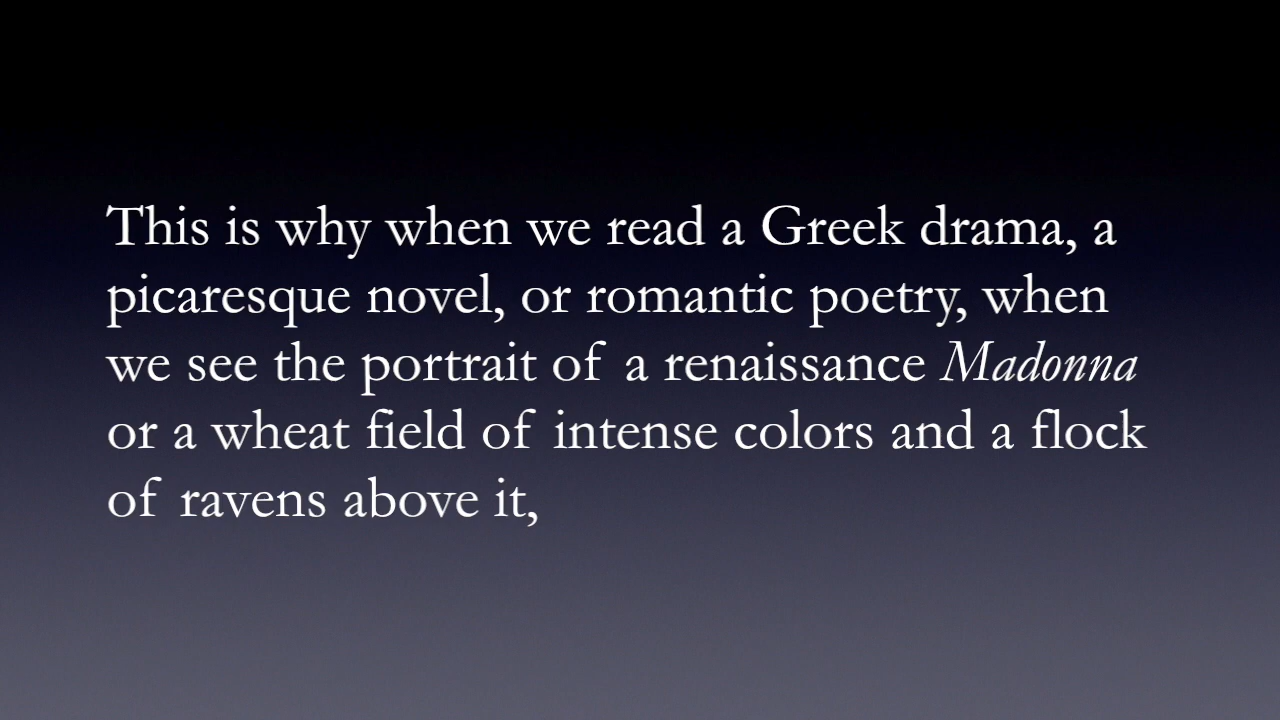 This is why when we read a Greek drama, a
picaresque novel, or romantic poetry, when
we see the portrait of a renaissance Madonna
or a wheat field of intense colors and a flock
of ravens above it,